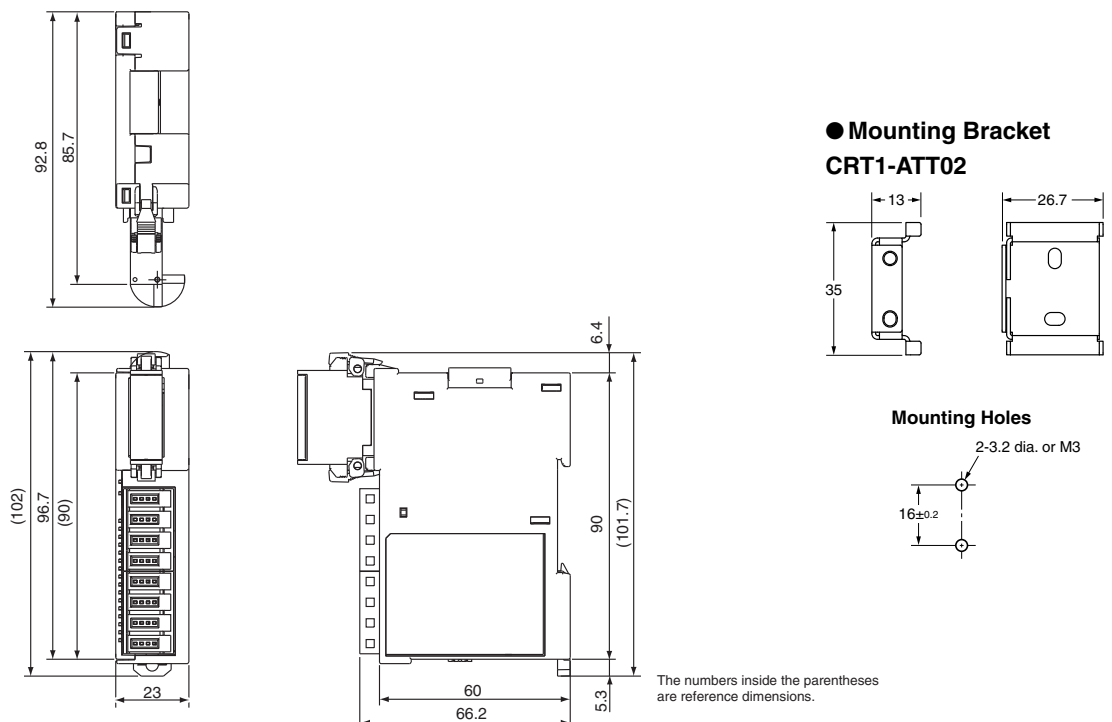 92.8
85.7
● Mounting Bracket
CRT1-ATT02
13
26.7
35
6.4
(102)
96.7
(90)
90
(101.7)
23
60
66.2
5.3
The numbers inside the parentheses
are reference dimensions.
Mounting Holes
2-3.2 dia. or M3
16±0.2